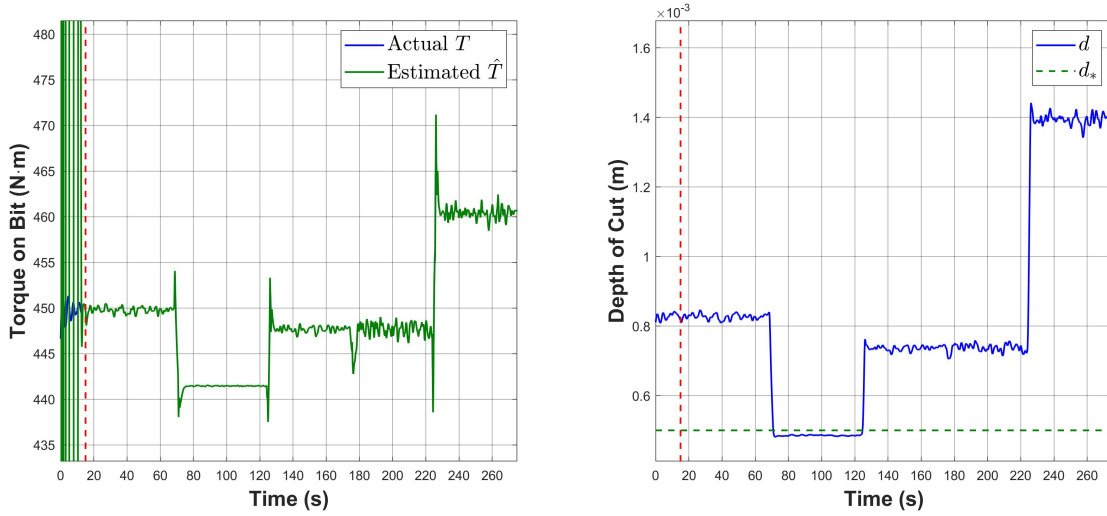 480
475
470
465
460
455
450
445
440
435
Torque on Bit (N·m)
0 20 40 60 80 100 120 140 160 180 200 220 240 260
Time (s)
Actual T
Estimated T̂
×10⁻³
1.6
1.4
1.2
1
0.8
0.6
Depth of Cut (m)
0 20 40 60 80 100 120 140 160 180 200 220 240 260
Time (s)
d
d*